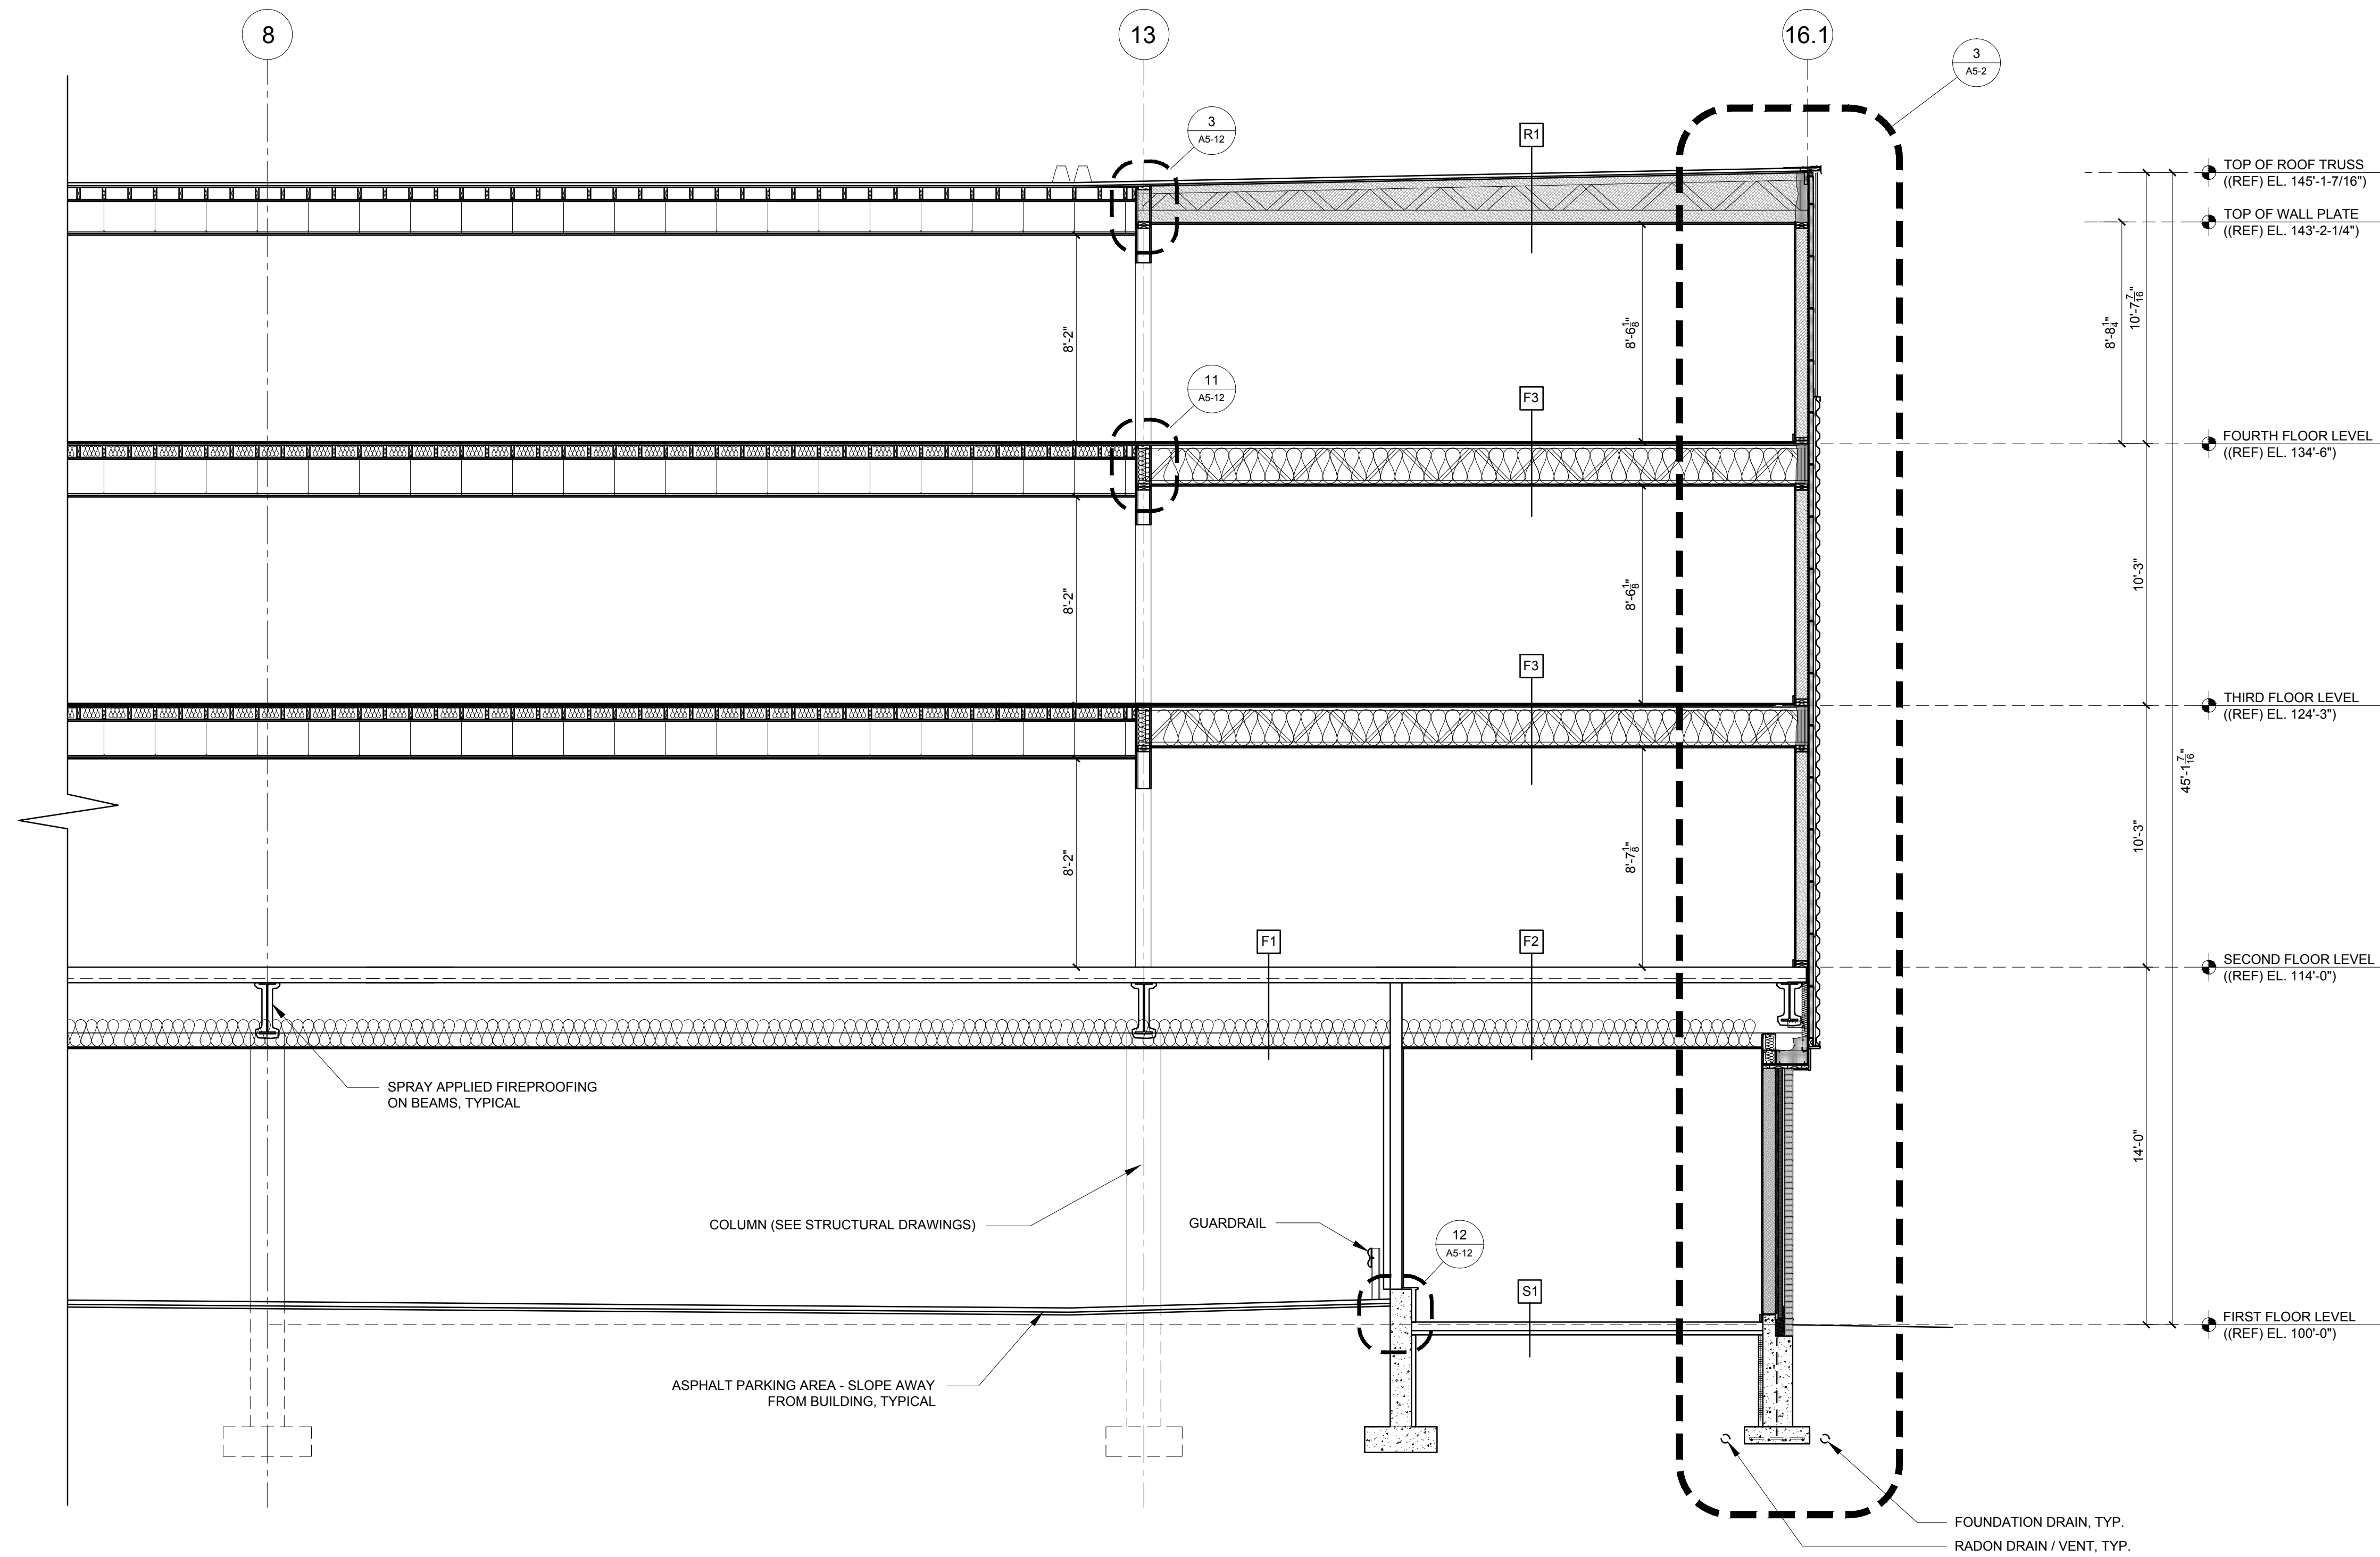 8
13
16.1
3
A5-2
3
A5-12
R1
TOP OF ROOF TRUSS
((REF) EL. 145'-1-7/16")
TOP OF WALL PLATE
((REF) EL. 143'-2-1/4")
8'-2"
8'-6 1/8"
8'-8 1/4"
10'-7 7/16"
11
A5-12
F3
FOURTH FLOOR LEVEL
((REF) EL. 134'-6")
8'-2"
8'-6 1/8"
10'-3"
F3
THIRD FLOOR LEVEL
((REF) EL. 124'-3")
45'-1 7/16"
8'-2"
8'-7 1/8"
10'-3"
F1
F2
SECOND FLOOR LEVEL
((REF) EL. 114'-0")
SPRAY APPLIED FIREPROOFING
ON BEAMS, TYPICAL
14'-0"
COLUMN (SEE STRUCTURAL DRAWINGS)
GUARDRAIL
12
A5-12
S1
FIRST FLOOR LEVEL
((REF) EL. 100'-0")
ASPHALT PARKING AREA - SLOPE AWAY
FROM BUILDING, TYPICAL
FOUNDATION DRAIN, TYP.
RADON DRAIN / VENT, TYP.